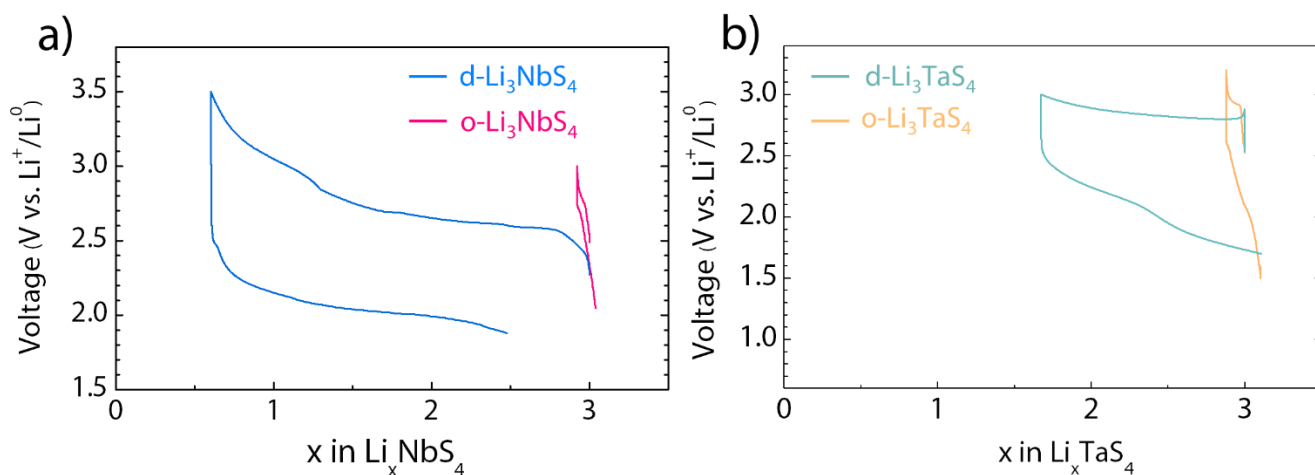 a)
d-Li₃NbS₄
o-Li₃NbS₄
Voltage (V vs. Li⁺/Li⁰)
3.5
3.0
2.5
2.0
1.5
0
1
2
3
x in LiₓNbS₄
b)
d-Li₃TaS₄
o-Li₃TaS₄
Voltage (V vs. Li⁺/Li⁰)
3.0
2.5
2.0
1.5
1.0
0
1
2
3
x in LiₓTaS₄